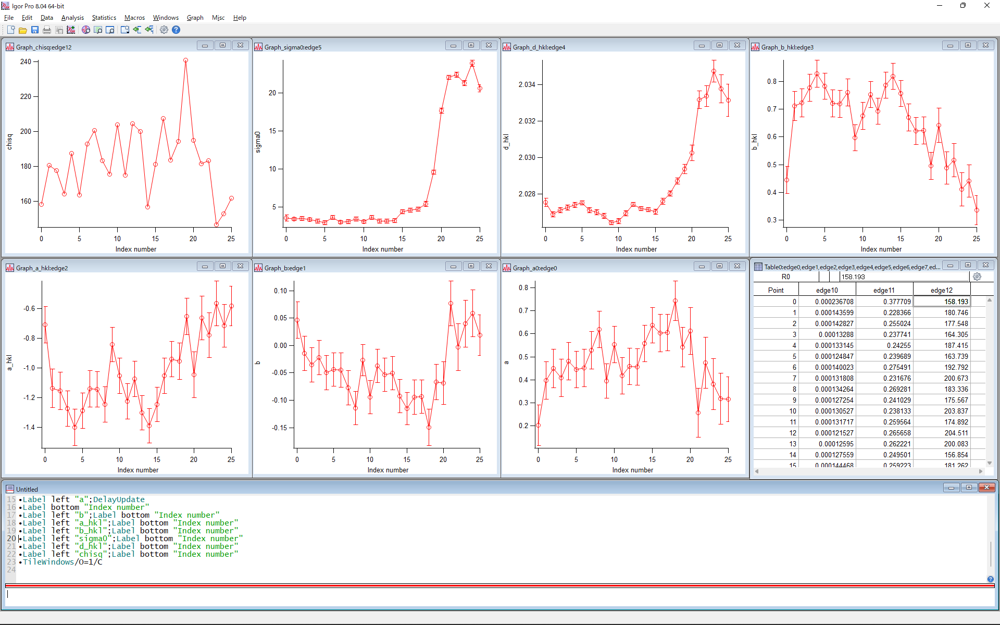 Igor Pro 8.04 64-bit
File Edit Data Analysis Statistics Macros Windows Graph Misc Help
Graph_chisq:edge12
240
220
200
180
160
chisq
0 5 10 15 20 25
Index number
Graph_sigma0:edge5
20
15
10
5
sigma0
0 5 10 15 20 25
Index number
Graph_d_hkl:edge4
2.034
2.032
2.030
2.028
d_hkl
0 5 10 15 20 25
Index number
Graph_b_hkl:edge3
0.8
0.7
0.6
0.5
0.4
0.3
b_hkl
0 5 10 15 20 25
Index number
Graph_a_hkl:edge2
-0.6
-0.8
-1.0
-1.2
-1.4
a_hkl
0 5 10 15 20 25
Index number
Graph_b:edge1
0.10
0.05
0.00
-0.05
-0.10
-0.15
b
0 5 10 15 20 25
Index number
Graph_a0:edge0
0.8
0.7
0.6
0.5
0.4
0.3
0.2
a
0 5 10 15 20 25
Index number
Table0:edge0,edge1,edge2,edge3,edge4,edge5,edge6,edge7,ed...
R0 158.193
Point edge10 edge11 edge12
0 0.000236708 0.377709 158.193
1 0.000143599 0.228366 180.746
2 0.000142827 0.255024 177.548
3 0.00013288 0.237741 164.305
4 0.000133145 0.24255 187.415
5 0.000124847 0.239689 163.739
6 0.000140023 0.275491 192.792
7 0.000131808 0.231676 200.673
8 0.000134264 0.269281 183.336
9 0.000127254 0.241029 175.567
10 0.000130527 0.238133 203.837
11 0.000131717 0.259564 174.892
12 0.000121527 0.265658 204.511
13 0.00012595 0.262221 200.083
14 0.000127559 0.249501 156.854
15 0.000144468 0.259223 181.262
Untitled
15 •Label left "a";DelayUpdate
16 •Label bottom "Index number"
17 •Label left "b";Label bottom "Index number"
18 •Label left "a_hkl";Label bottom "Index number"
19 •Label left "b_hkl";Label bottom "Index number"
20 •Label left "sigma0";Label bottom "Index number"
21 •Label left "d_hkl";Label bottom "Index number"
22 •Label left "chisq";Label bottom "Index number"
23 •TileWindows/O=1/C
24